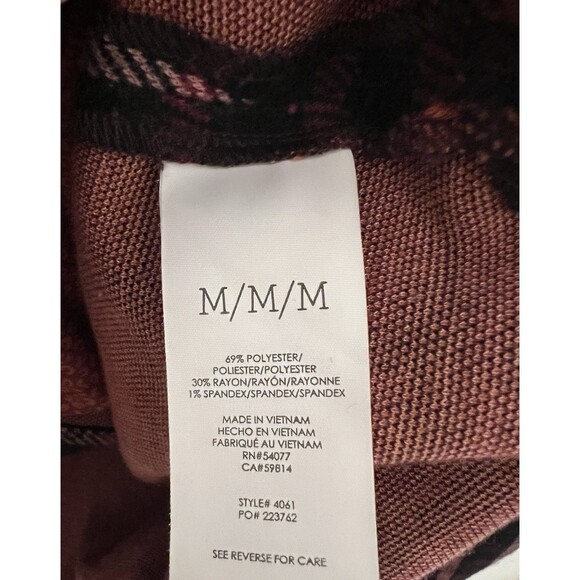 M/M/M
69% POLYESTER/
POLIESTER/POLYESTER
30% RAYON/RAYÓN/RAYONNE
1% SPANDEX/SPANDEX/SPANDEX
MADE IN VIETNAM
HECHO EN VIETNAM
FABRIQUÉ AU VIETNAM
RN#54077
CA#59814
STYLE# 4061
PO# 223762
SEE REVERSE FOR CARE